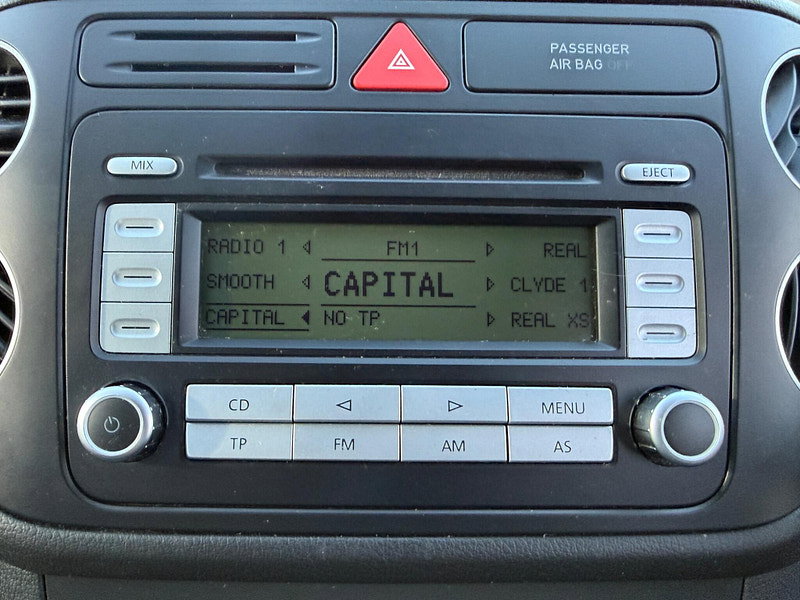 PASSENGER
AIR BAG OFF
MIX
EJECT
RADIO 1 FM1 REAL
SMOOTH CAPITAL CLYDE 1
CAPITAL NO TP REAL XS
CD MENU
TP FM AM AS